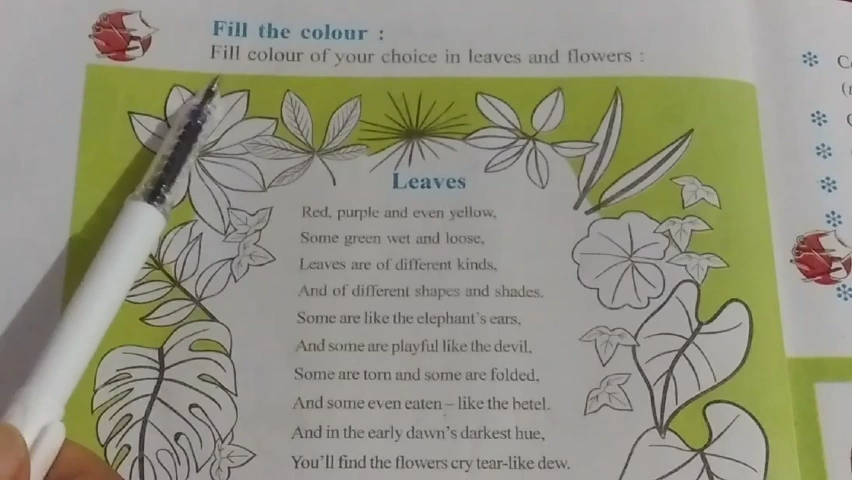 Fill the colour :
Fill colour of your choice in leaves and flowers :
Leaves
Red, purple and even yellow,
Some green wet and loose,
Leaves are of different kinds,
And of different shapes and shades.
Some are like the elephant's ears,
And some are playful like the devil,
Some are torn and some are folded,
And some even eaten – like the betel.
And in the early dawn's darkest hue,
You'll find the flowers cry tear-like dew.